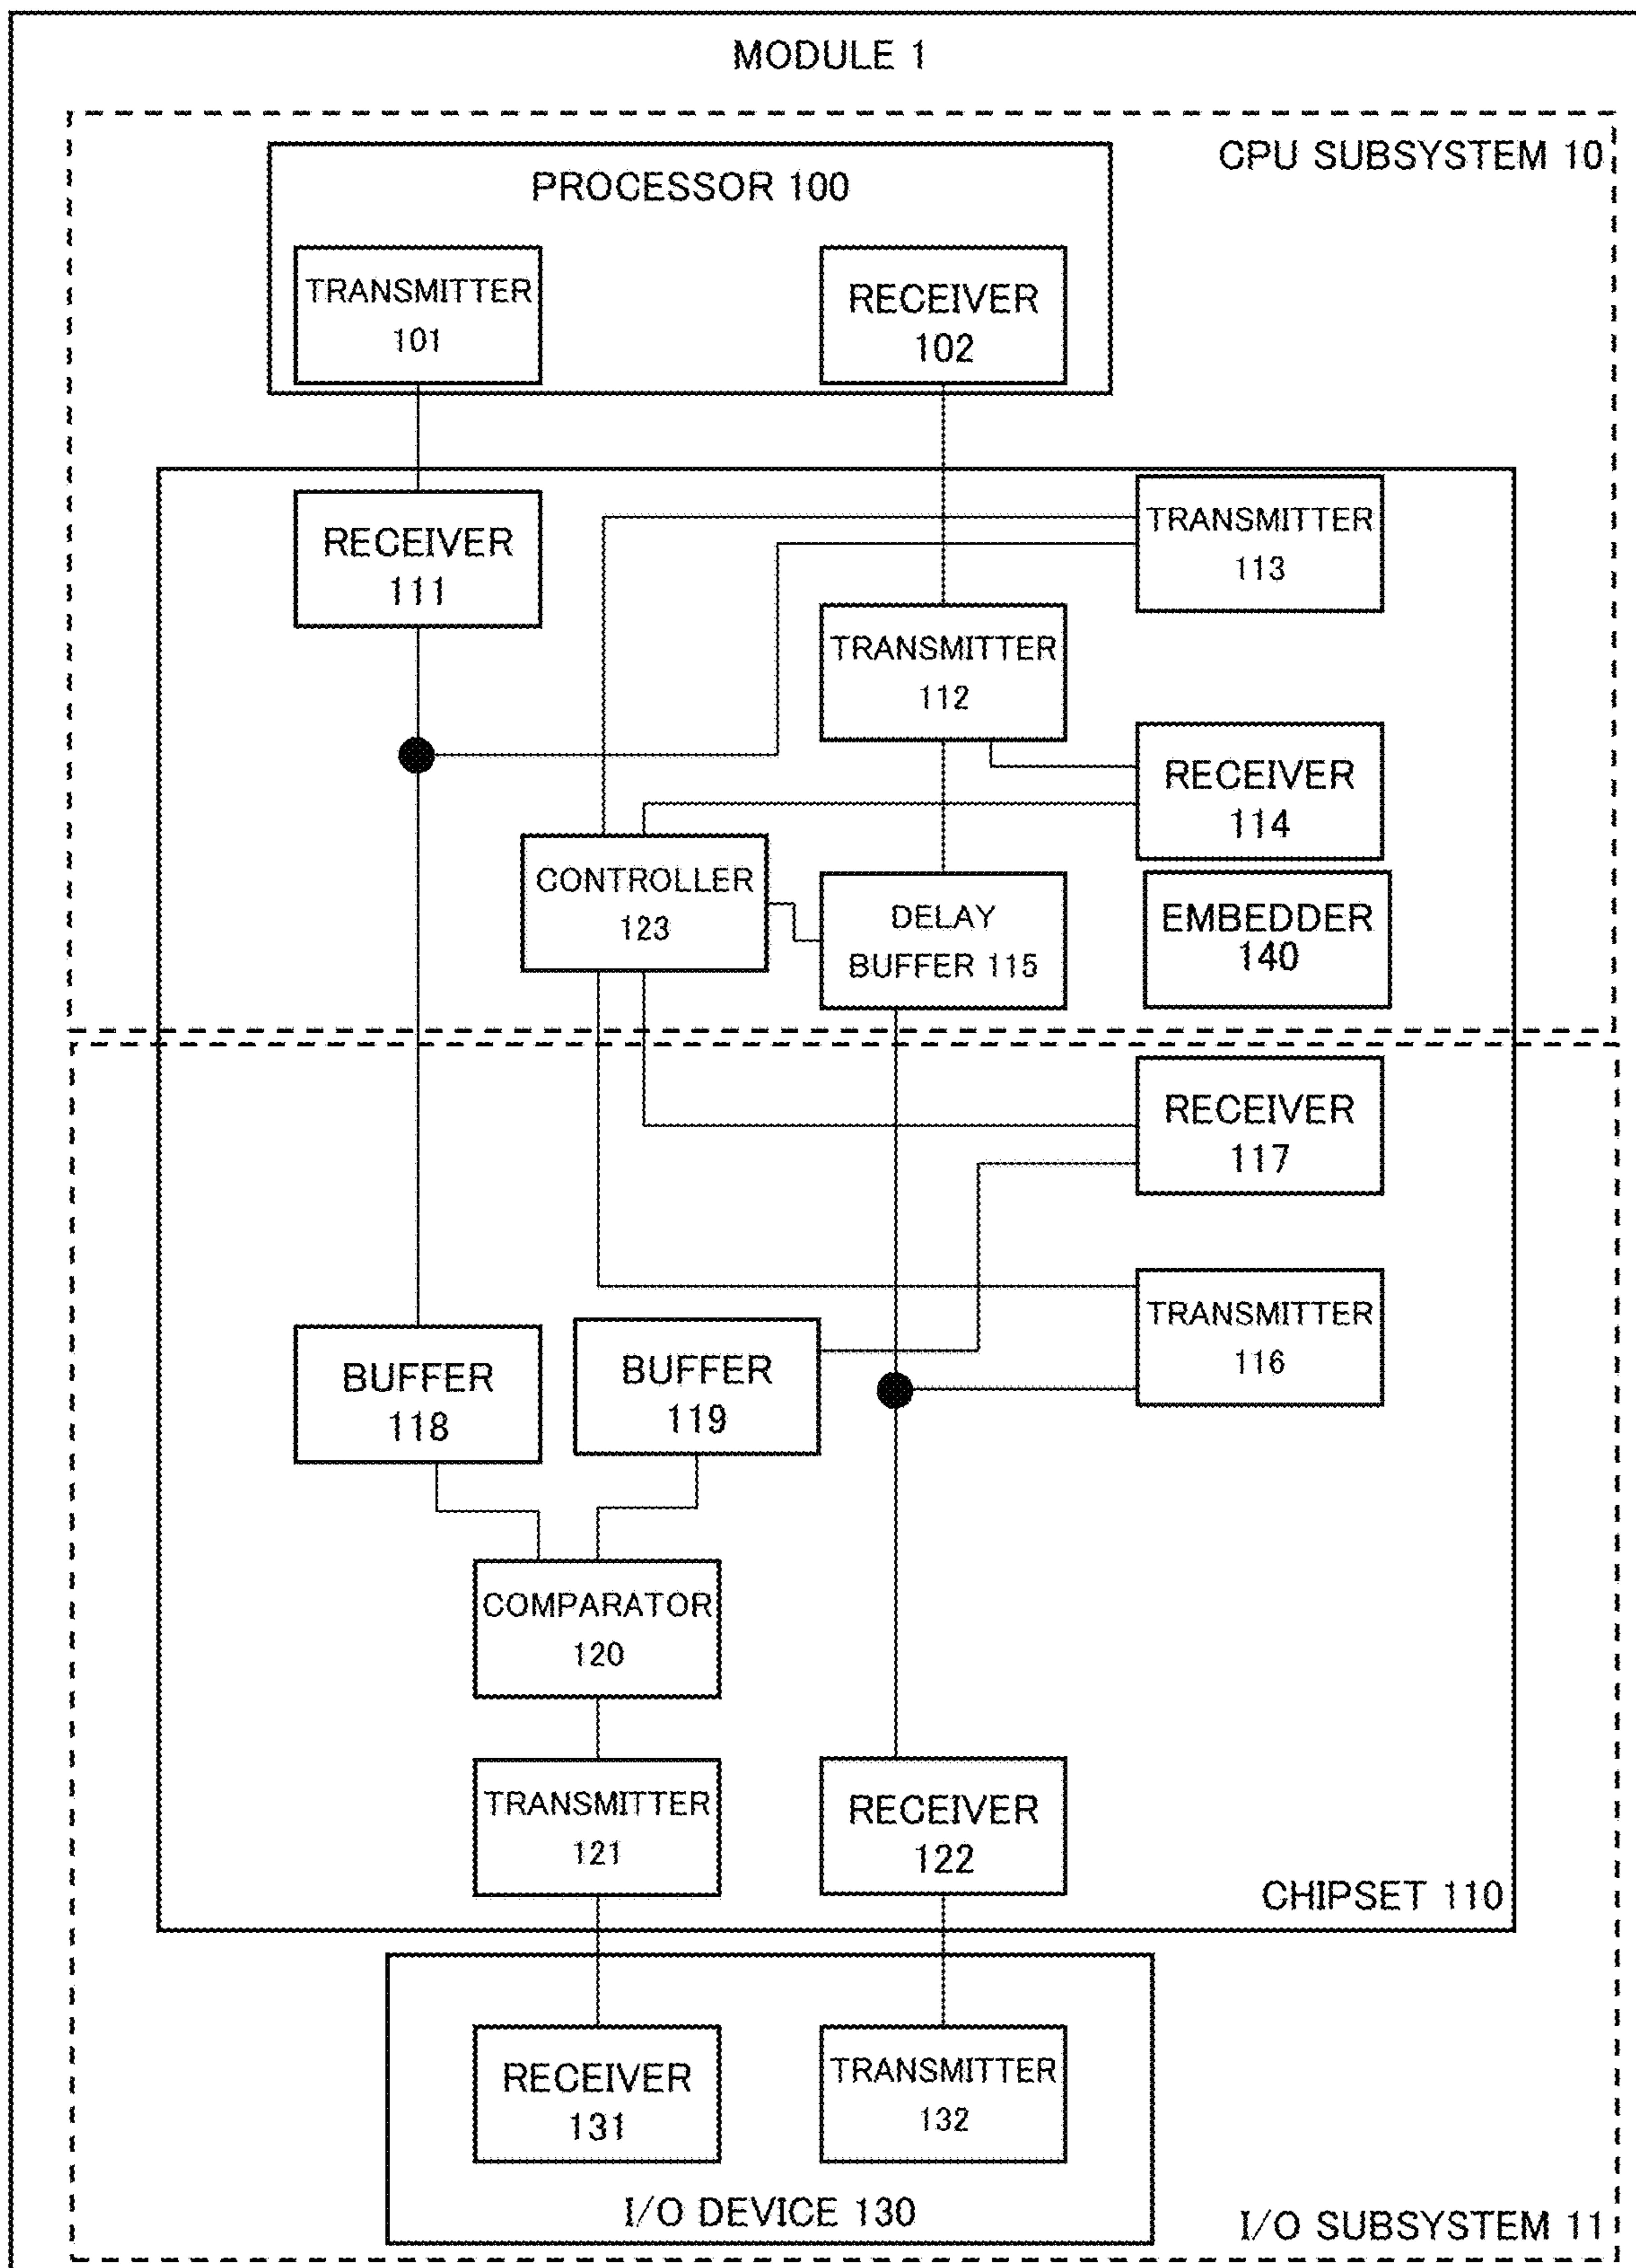 MODULE 1
CPU SUBSYSTEM 10
PROCESSOR 100
TRANSMITTER
101
RECEIVER
102
RECEIVER
111
TRANSMITTER
113
TRANSMITTER
112
RECEIVER
114
CONTROLLER
123
DELAY
BUFFER 115
EMBEDDER
140
RECEIVER
117
TRANSMITTER
116
BUFFER
118
BUFFER
119
COMPARATOR
120
TRANSMITTER
121
RECEIVER
122
CHIPSET 110
RECEIVER
131
TRANSMITTER
132
I/O DEVICE 130
I/O SUBSYSTEM 11